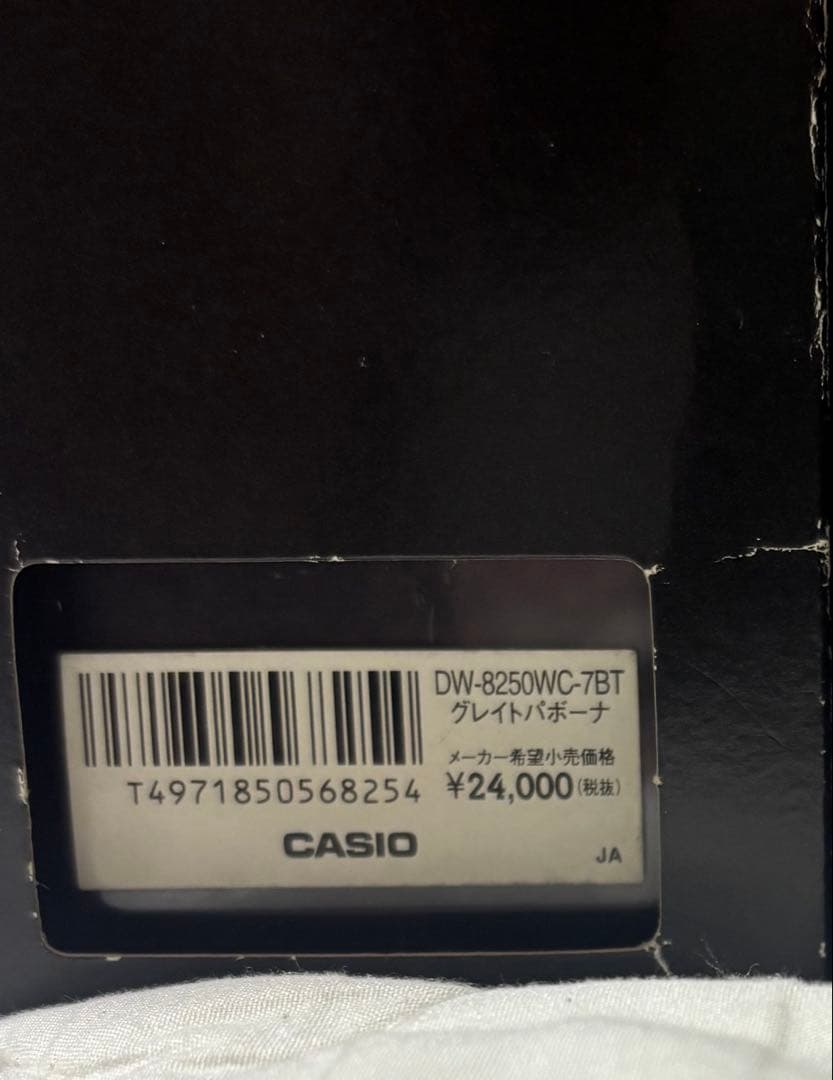 DW-8250WC-7BT
グレイトパボーナ
メーカー希望小売価格
¥24,000(税抜)
T4971850568254
CASIO
JA